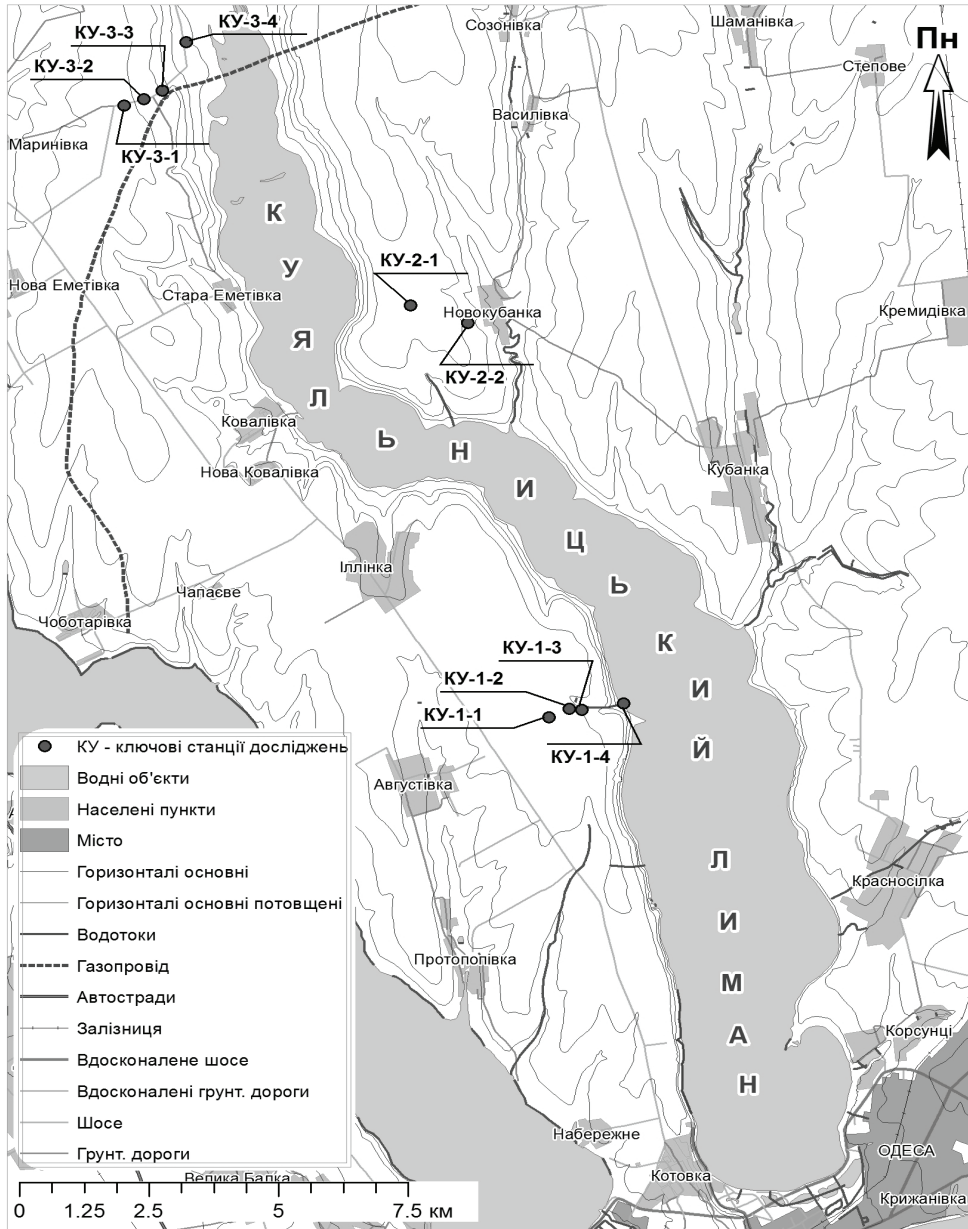 Созонівка
Шаманівка
КУ-3-3
КУ-3-4
Пн
КУ-3-2
Степове
Василівка
Маринівка
КУ-3-1
КУЯЛЬНИЦЬКИЙ
ЛИМАН
КУ-2-1
Нова Еметівка
Стара Еметівка
Новокубанка
Кремидівка
КУ-2-2
Ковалівка
Нова Ковалівка
Кубанка
Іллінка
Чапаєве
Чоботарівка
КУ-1-3
КУ-1-2
КУ-1-1
КУ-1-4
Августівка
КУ - ключові станції досліджень
Водні об'єкти
Населені пункти
Місто
Горизонталі основні
Горизонталі основні потовщені
Водотоки
Газопровід
Автостради
Залізниця
Вдосконалене шосе
Вдосконалені грунт. дороги
Шосе
Грунт. дороги
Красносілка
Протопопівка
Корсунці
Набережне
ОДЕСА
Котовка
Крижанівка
Велика Балка
0 1.25 2.5 5 7.5 км